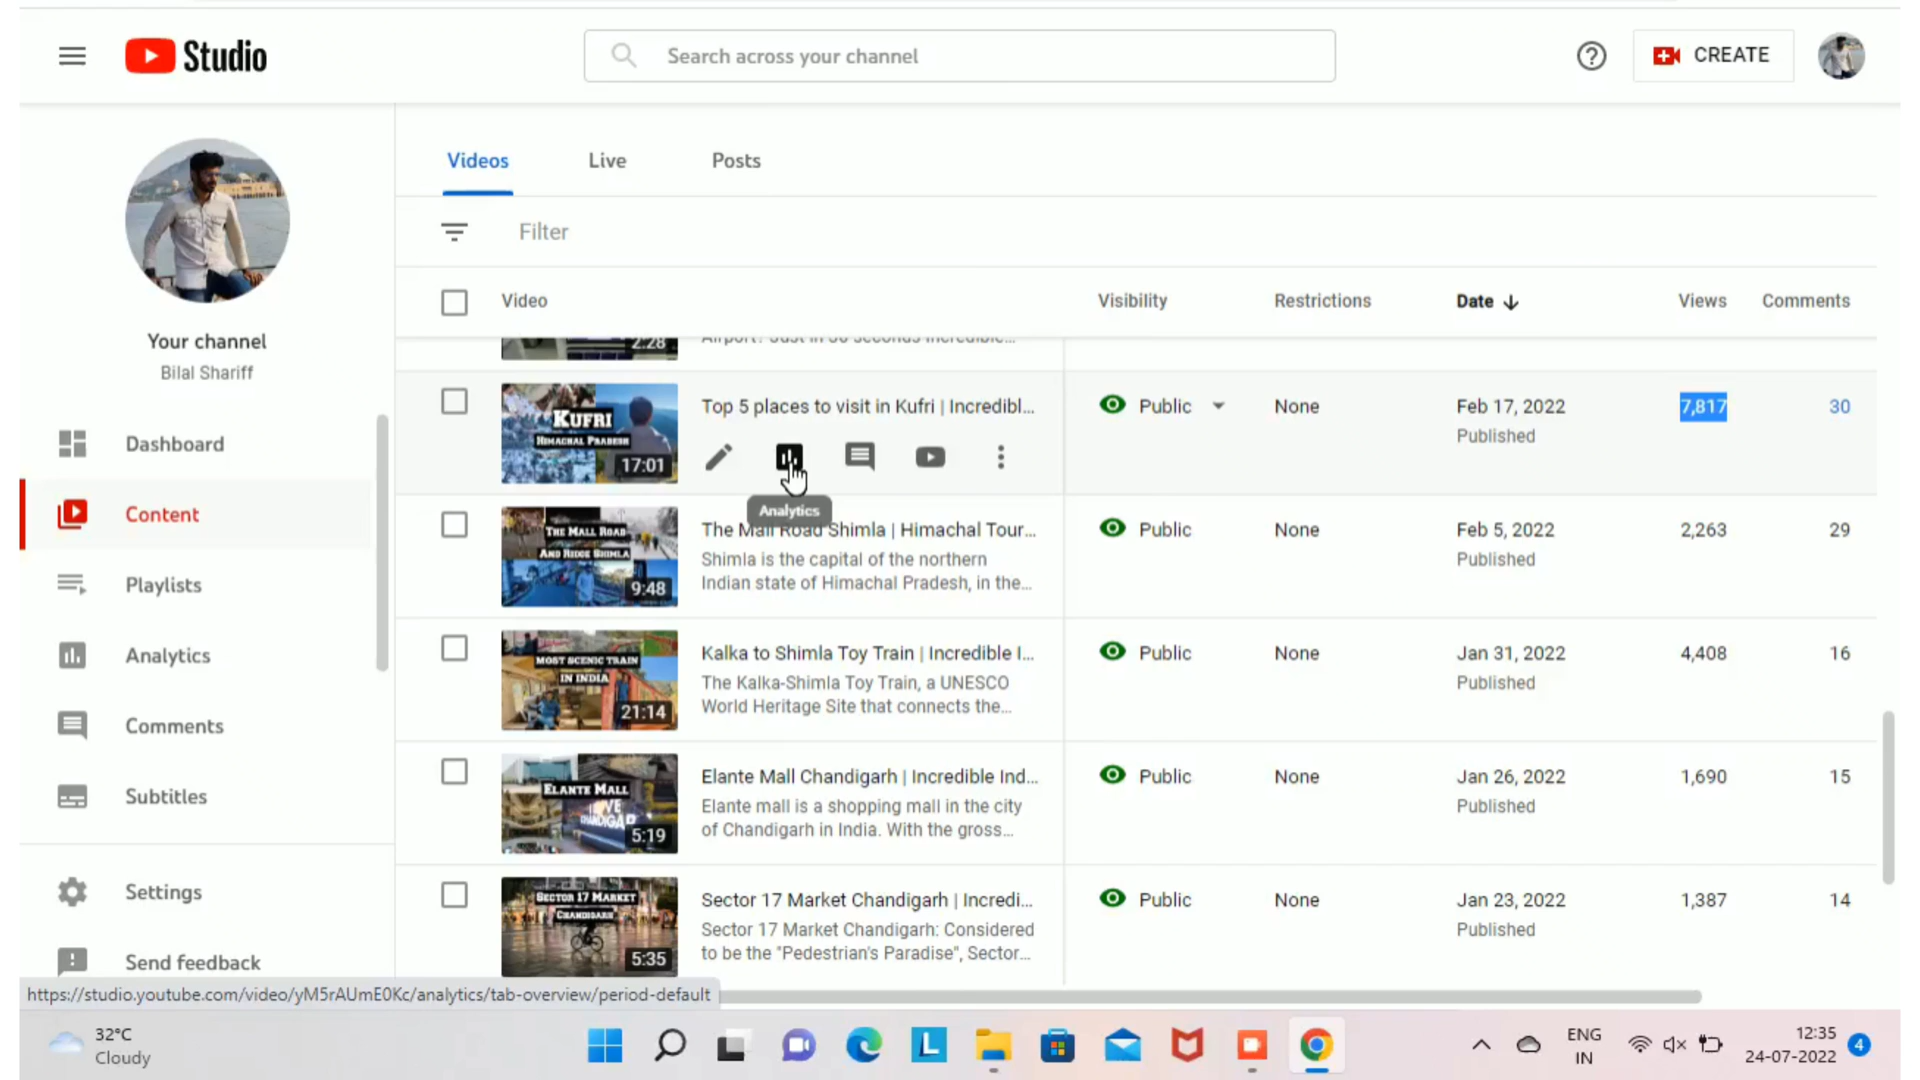 Studio
Search across your channel
CREATE
Your channel
Bilal Shariff
Dashboard
Content
Playlists
Analytics
Comments
Subtitles
Settings
Send feedback
Videos Live Posts
Filter
Video Visibility Restrictions Date Views Comments
2:28
KUFRI
HIMACHAL PRADESH
17:01
Top 5 places to visit in Kufri | Incredibl...
Public None Feb 17, 2022 7,817 30
Published
Analytics
THE MALL ROAD
AND RIDGE SHIMLA
9:48
The Mall Road Shimla | Himachal Tour...
Shimla is the capital of the northern
Indian state of Himachal Pradesh, in the...
Public None Feb 5, 2022 2,263 29
Published
MOST SCENIC TRAIN
IN INDIA
21:14
Kalka to Shimla Toy Train | Incredible I...
The Kalka-Shimla Toy Train, a UNESCO
World Heritage Site that connects the...
Public None Jan 31, 2022 4,408 16
Published
ELANTE MALL
5:19
Elante Mall Chandigarh | Incredible Ind...
Elante mall is a shopping mall in the city
of Chandigarh in India. With the gross...
Public None Jan 26, 2022 1,690 15
Published
SECTOR 17 MARKET
CHANDIGARH
5:35
Sector 17 Market Chandigarh | Incredi...
Sector 17 Market Chandigarh: Considered
to be the "Pedestrian's Paradise", Sector...
Public None Jan 23, 2022 1,387 14
Published
https://studio.youtube.com/video/yM5rAUmE0Kc/analytics/tab-overview/period-default
32°C
Cloudy
ENG
IN
12:35
24-07-2022
4